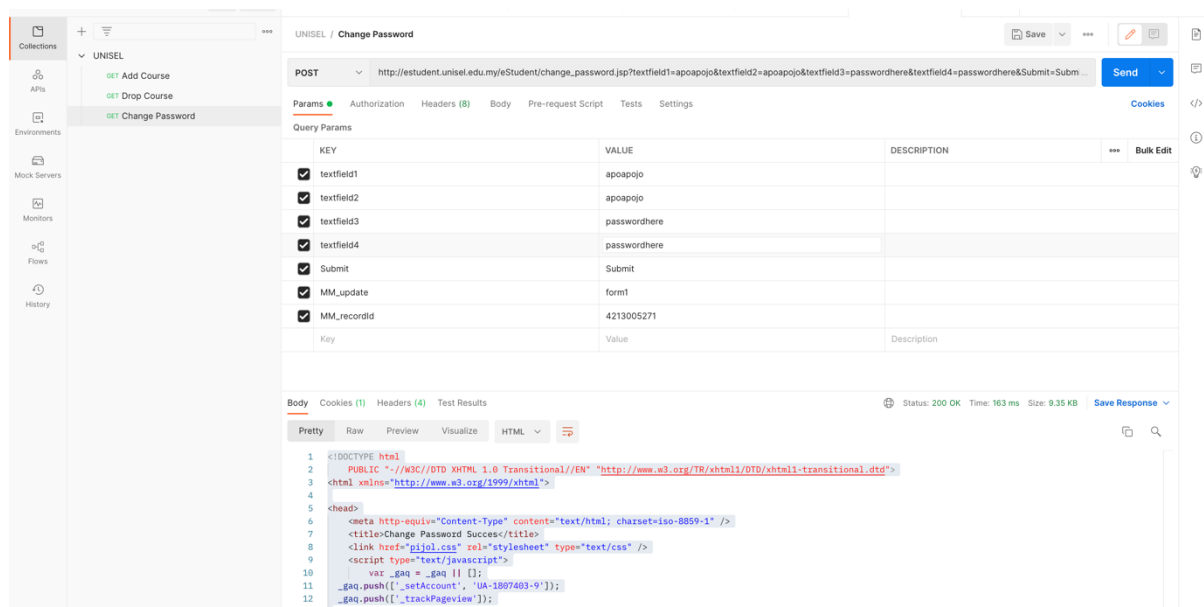 Collections
APIs
Environments
Mock Servers
Monitors
Flows
History
UNISEL
GET Add Course
GET Drop Course
GET Change Password
UNISEL / Change Password
Save
POST http://estudent.unisel.edu.my/eStudent/change_password.jsp?textfield1=apoapojo&textfield2=apoapojo&textfield3=passwordhere&textfield4=passwordhere&Submit=Subm...
Send
Params Authorization Headers (8) Body Pre-request Script Tests Settings Cookies
Query Params
KEY VALUE DESCRIPTION Bulk Edit
textfield1 apoapojo
textfield2 apoapojo
textfield3 passwordhere
textfield4 passwordhere
Submit Submit
MM_update form1
MM_recordId 4213005271
Key Value Description
Body Cookies (1) Headers (4) Test Results Status: 200 OK Time: 163 ms Size: 9.35 KB Save Response
Pretty Raw Preview Visualize HTML
1 <!DOCTYPE html
2 PUBLIC "-//W3C//DTD XHTML 1.0 Transitional//EN" "http://www.w3.org/TR/xhtml1/DTD/xhtml1-transitional.dtd">
3 <html xmlns="http://www.w3.org/1999/xhtml">
4
5 <head>
6 <meta http-equiv="Content-Type" content="text/html; charset=iso-8859-1" />
7 <title>Change Password Succes</title>
8 <link href="pijol.css" rel="stylesheet" type="text/css" />
9 <script type="text/javascript">
10 var _gaq = _gaq || [];
11 _gaq.push(['_setAccount', 'UA-1807403-9']);
12 _gaq.push(['_trackPageview']);